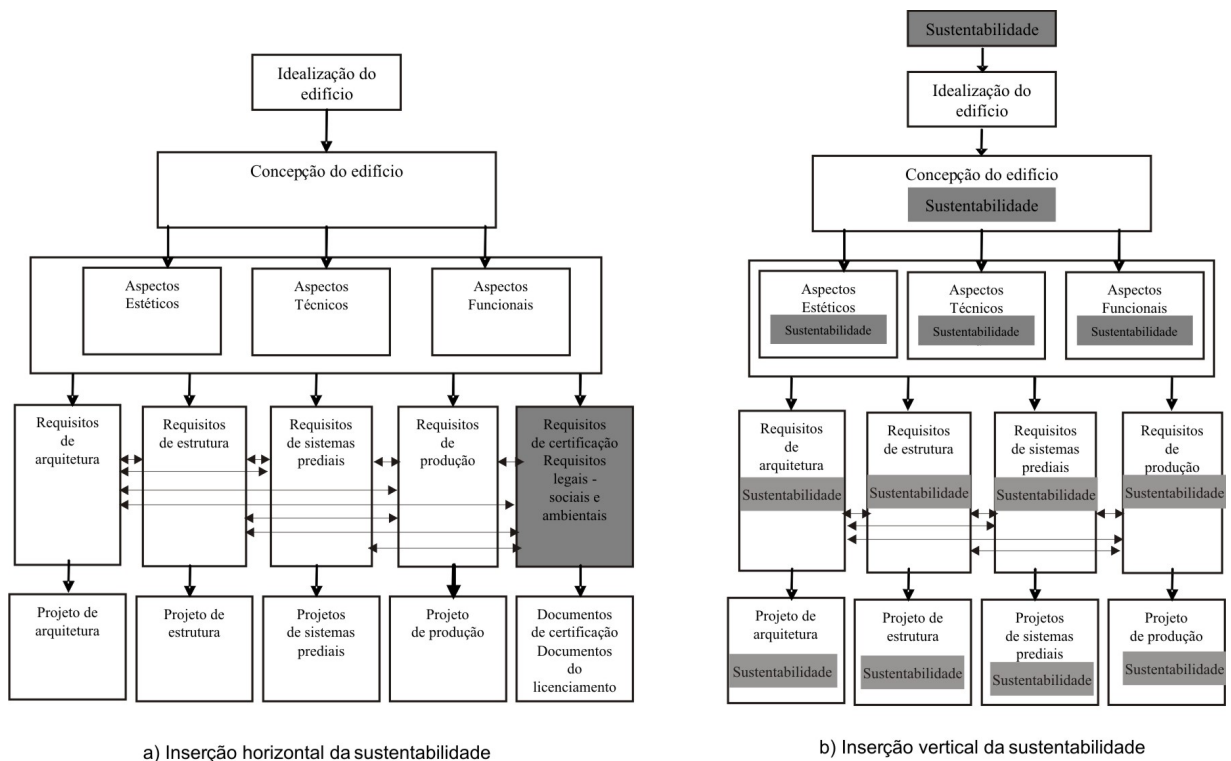 Idealização do
edifício
Concepção do edifício
Aspectos
Estéticos
Aspectos
Técnicos
Aspectos
Funcionais
Requisitos
de
arquitetura
Requisitos
de estrutura
Requisitos
de sistemas
prediais
Requisitos
de
produção
Requisitos
de certificação
Requisitos
legais -
sociais e
ambientais
Projeto de
arquitetura
Projeto de
estrutura
Projetos
de sistemas
prediais
Projeto
de produção
Documentos
de certificação
Documentos
do
licenciamento
a) Inserção horizontal da sustentabilidade
Sustentabilidade
Idealização do
edifício
Concepção do edifício
Sustentabilidade
Aspectos
Estéticos
Sustentabilidade
Aspectos
Técnicos
Sustentabilidade
Aspectos
Funcionais
Sustentabilidade
Requisitos
de
arquitetura
Sustentabilidade
Requisitos
de estrutura
Sustentabilidade
Requisitos
de sistemas
prediais
Sustentabilidade
Requisitos
de
produção
Sustentabilidade
Projeto de
arquitetura
Sustentabilidade
Projeto de
estrutura
Sustentabilidade
Projetos
de sistemas
prediais
Sustentabilidade
Projeto
de produção
Sustentabilidade
b) Inserção vertical da sustentabilidade